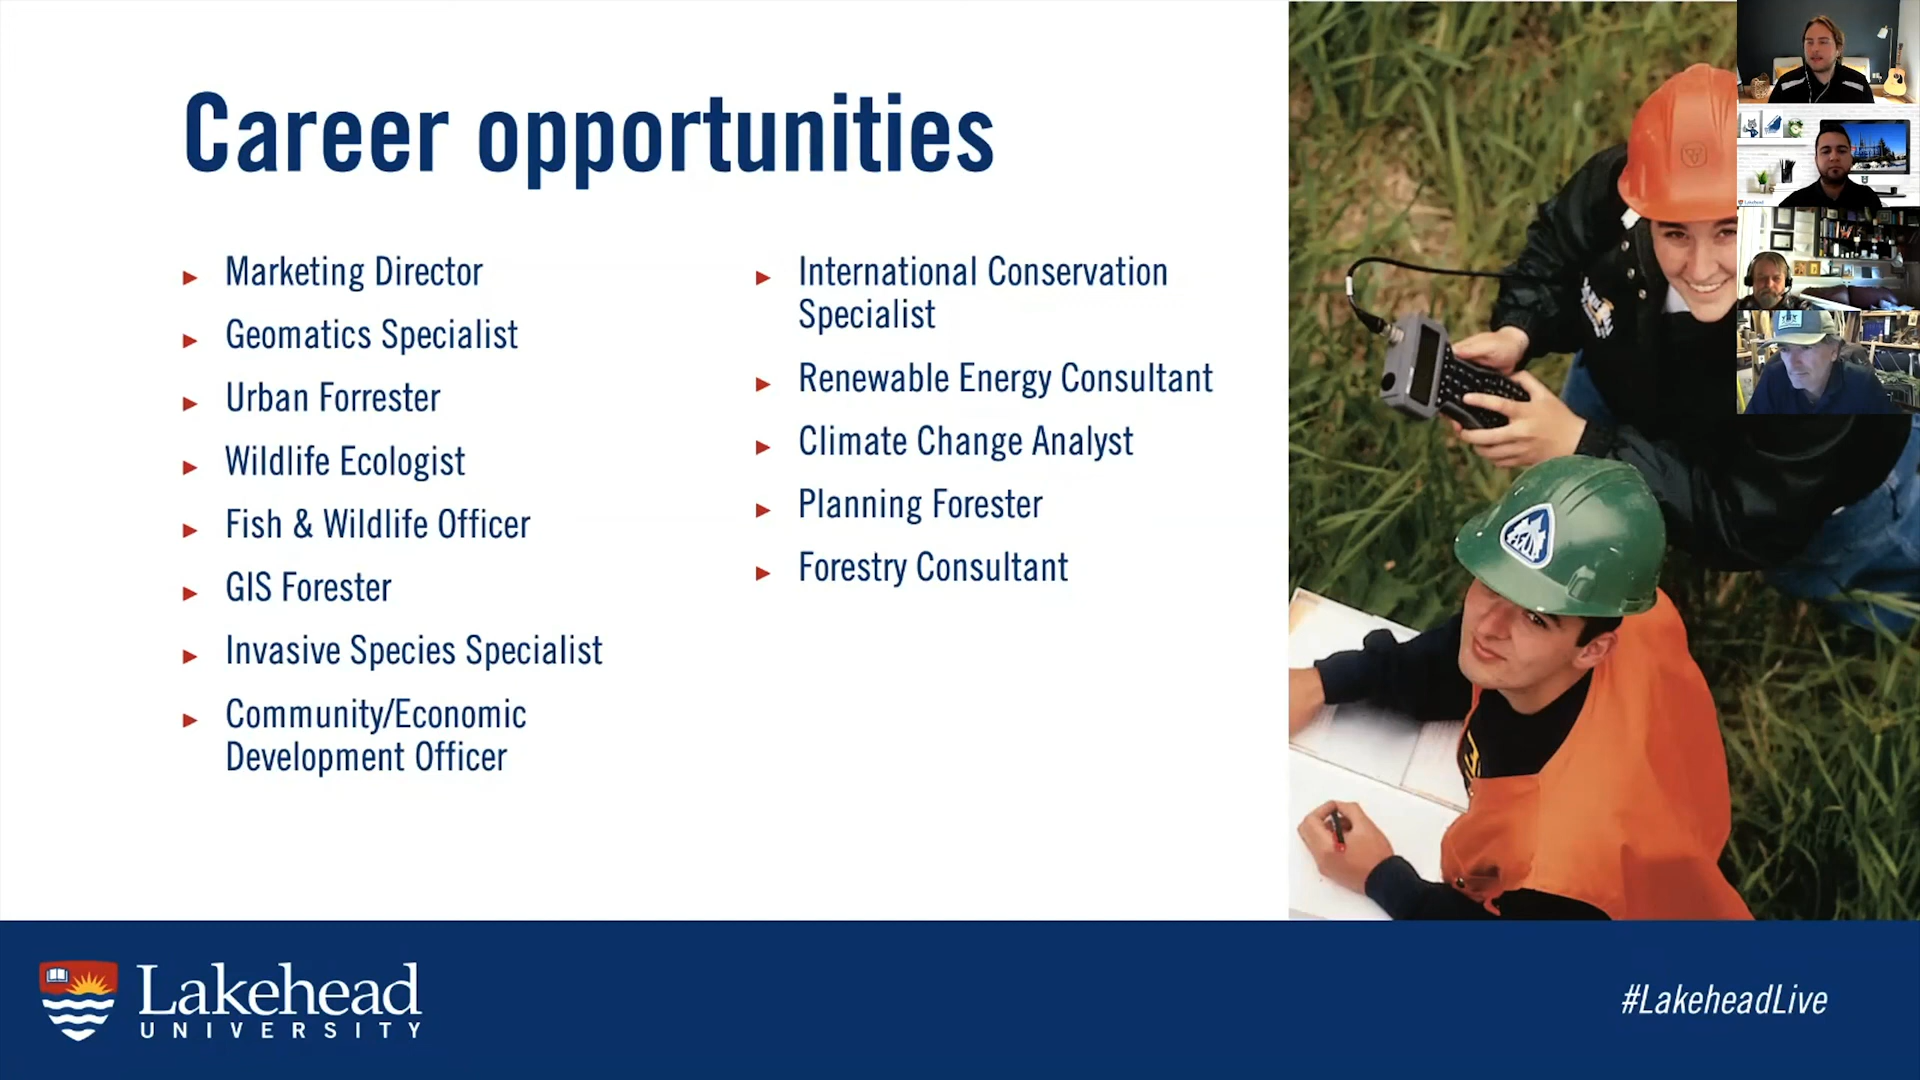 Career opportunities
Marketing Director
Geomatics Specialist
Urban Forrester
Wildlife Ecologist
Fish & Wildlife Officer
GIS Forester
Invasive Species Specialist
Community/Economic
Development Officer
International Conservation
Specialist
Renewable Energy Consultant
Climate Change Analyst
Planning Forester
Forestry Consultant
Lakehead
Lakehead
UNIVERSITY
#LakeheadLive